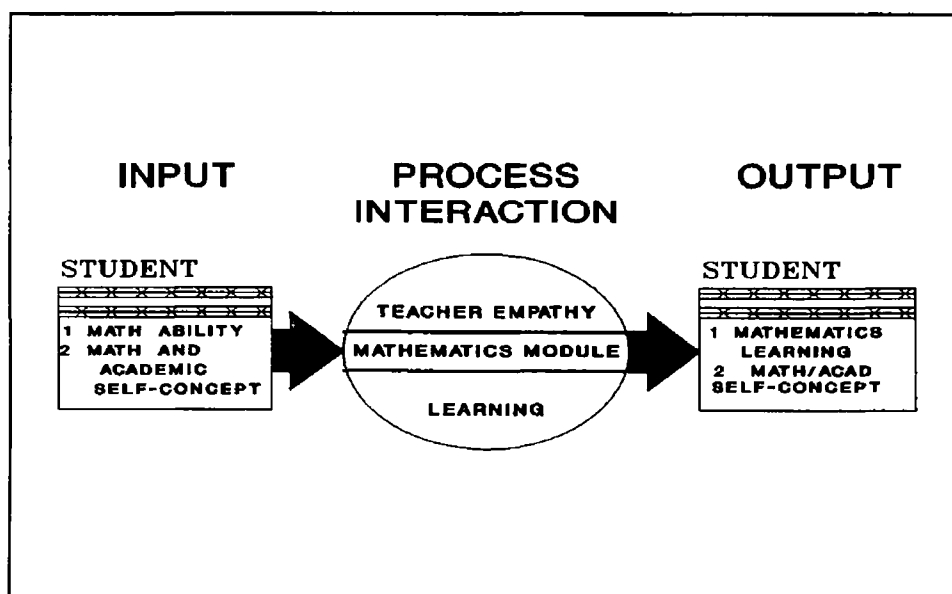 INPUT
PROCESS
INTERACTION
OUTPUT
STUDENT
1 MATH ABILITY
2 MATH AND
ACADEMIC
SELF-CONCEPT
TEACHER EMPATHY
MATHEMATICS MODULE
LEARNING
STUDENT
1 MATHEMATICS
LEARNING
2 MATH/ACAD
SELF-CONCEPT